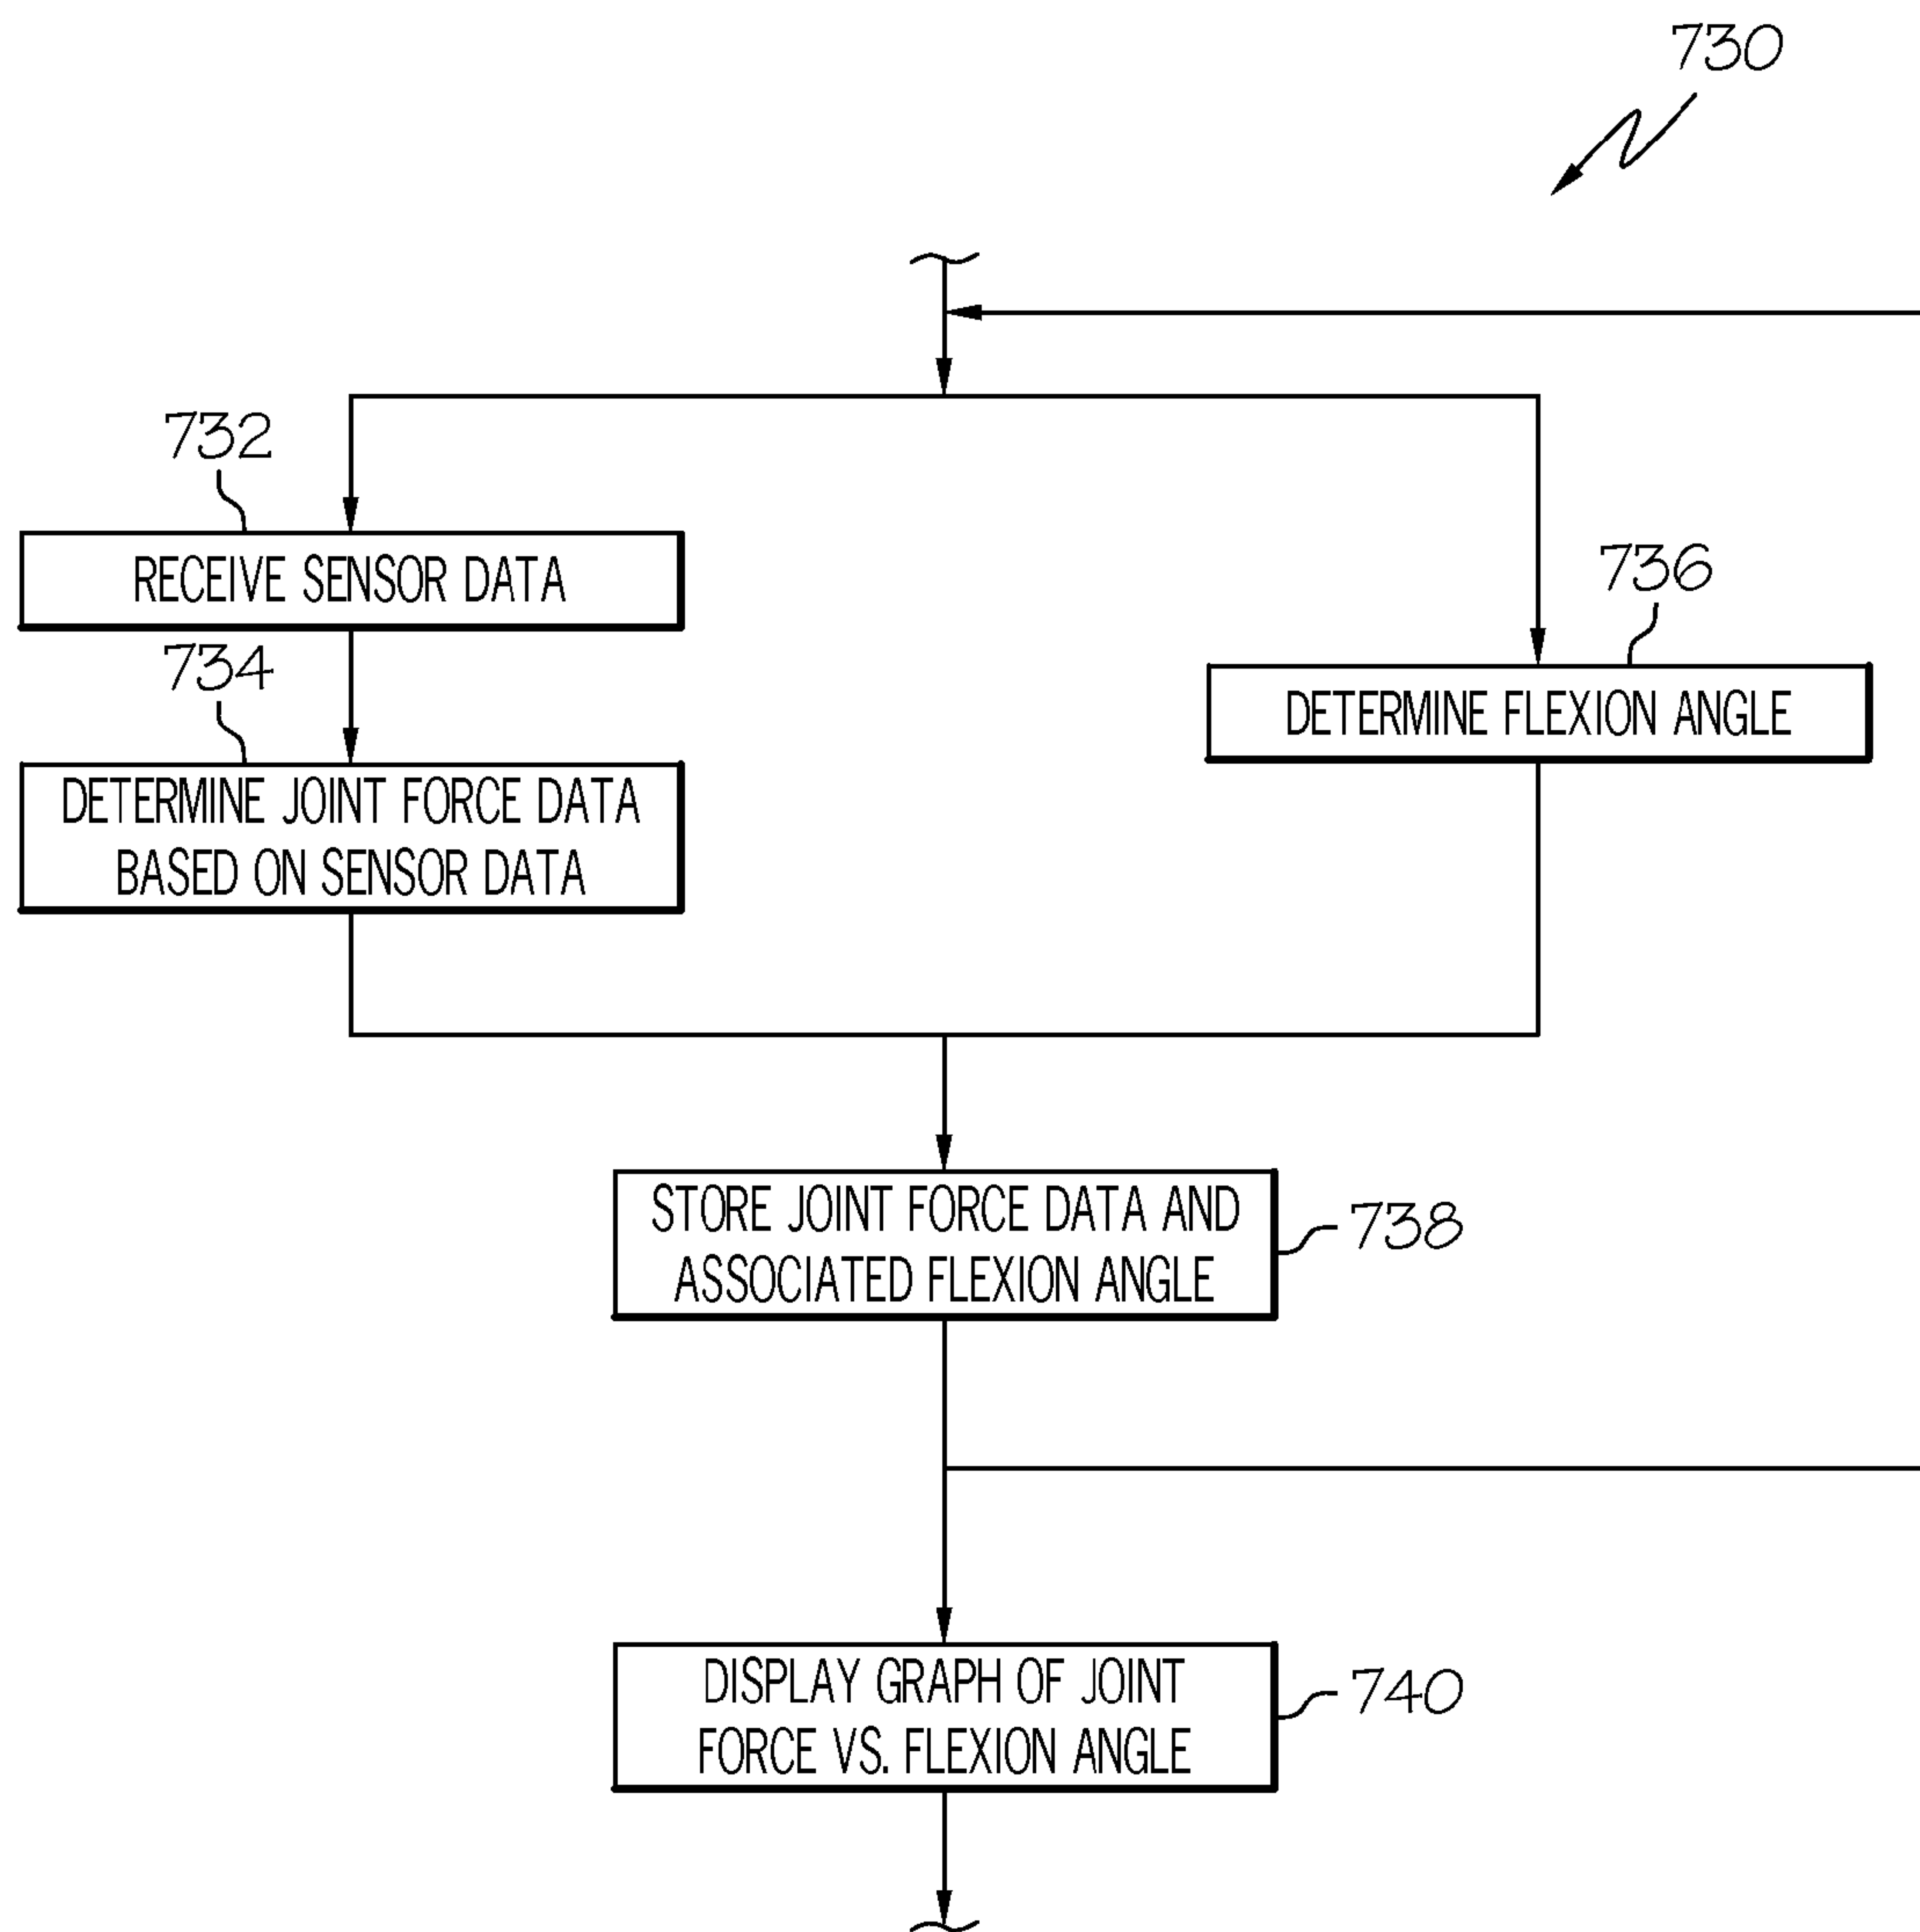 730
732
RECEIVE SENSOR DATA
736
734
DETERMINE FLEXION ANGLE
DETERMINE JOINT FORCE DATA
BASED ON SENSOR DATA
STORE JOINT FORCE DATA AND
ASSOCIATED FLEXION ANGLE
738
DISPLAY GRAPH OF JOINT
FORCE VS. FLEXION ANGLE
740